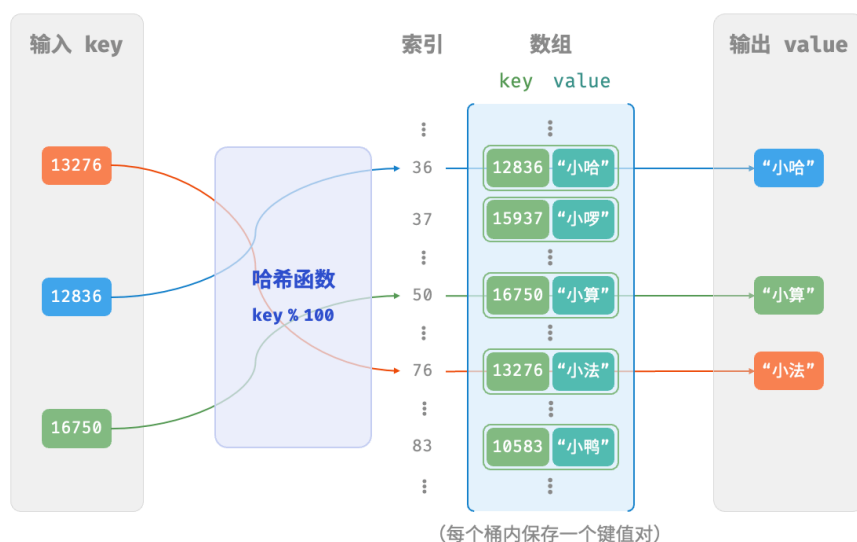 输入 key
索引
数组
输出 value
key value
13276
36
12836 “小哈”
“小哈”
37
15937 “小啰”
12836
哈希函数
key % 100
50
16750 “小算”
“小算”
76
13276 “小法”
“小法”
16750
83
10583 “小鸭”
（每个桶内保存一个键值对）